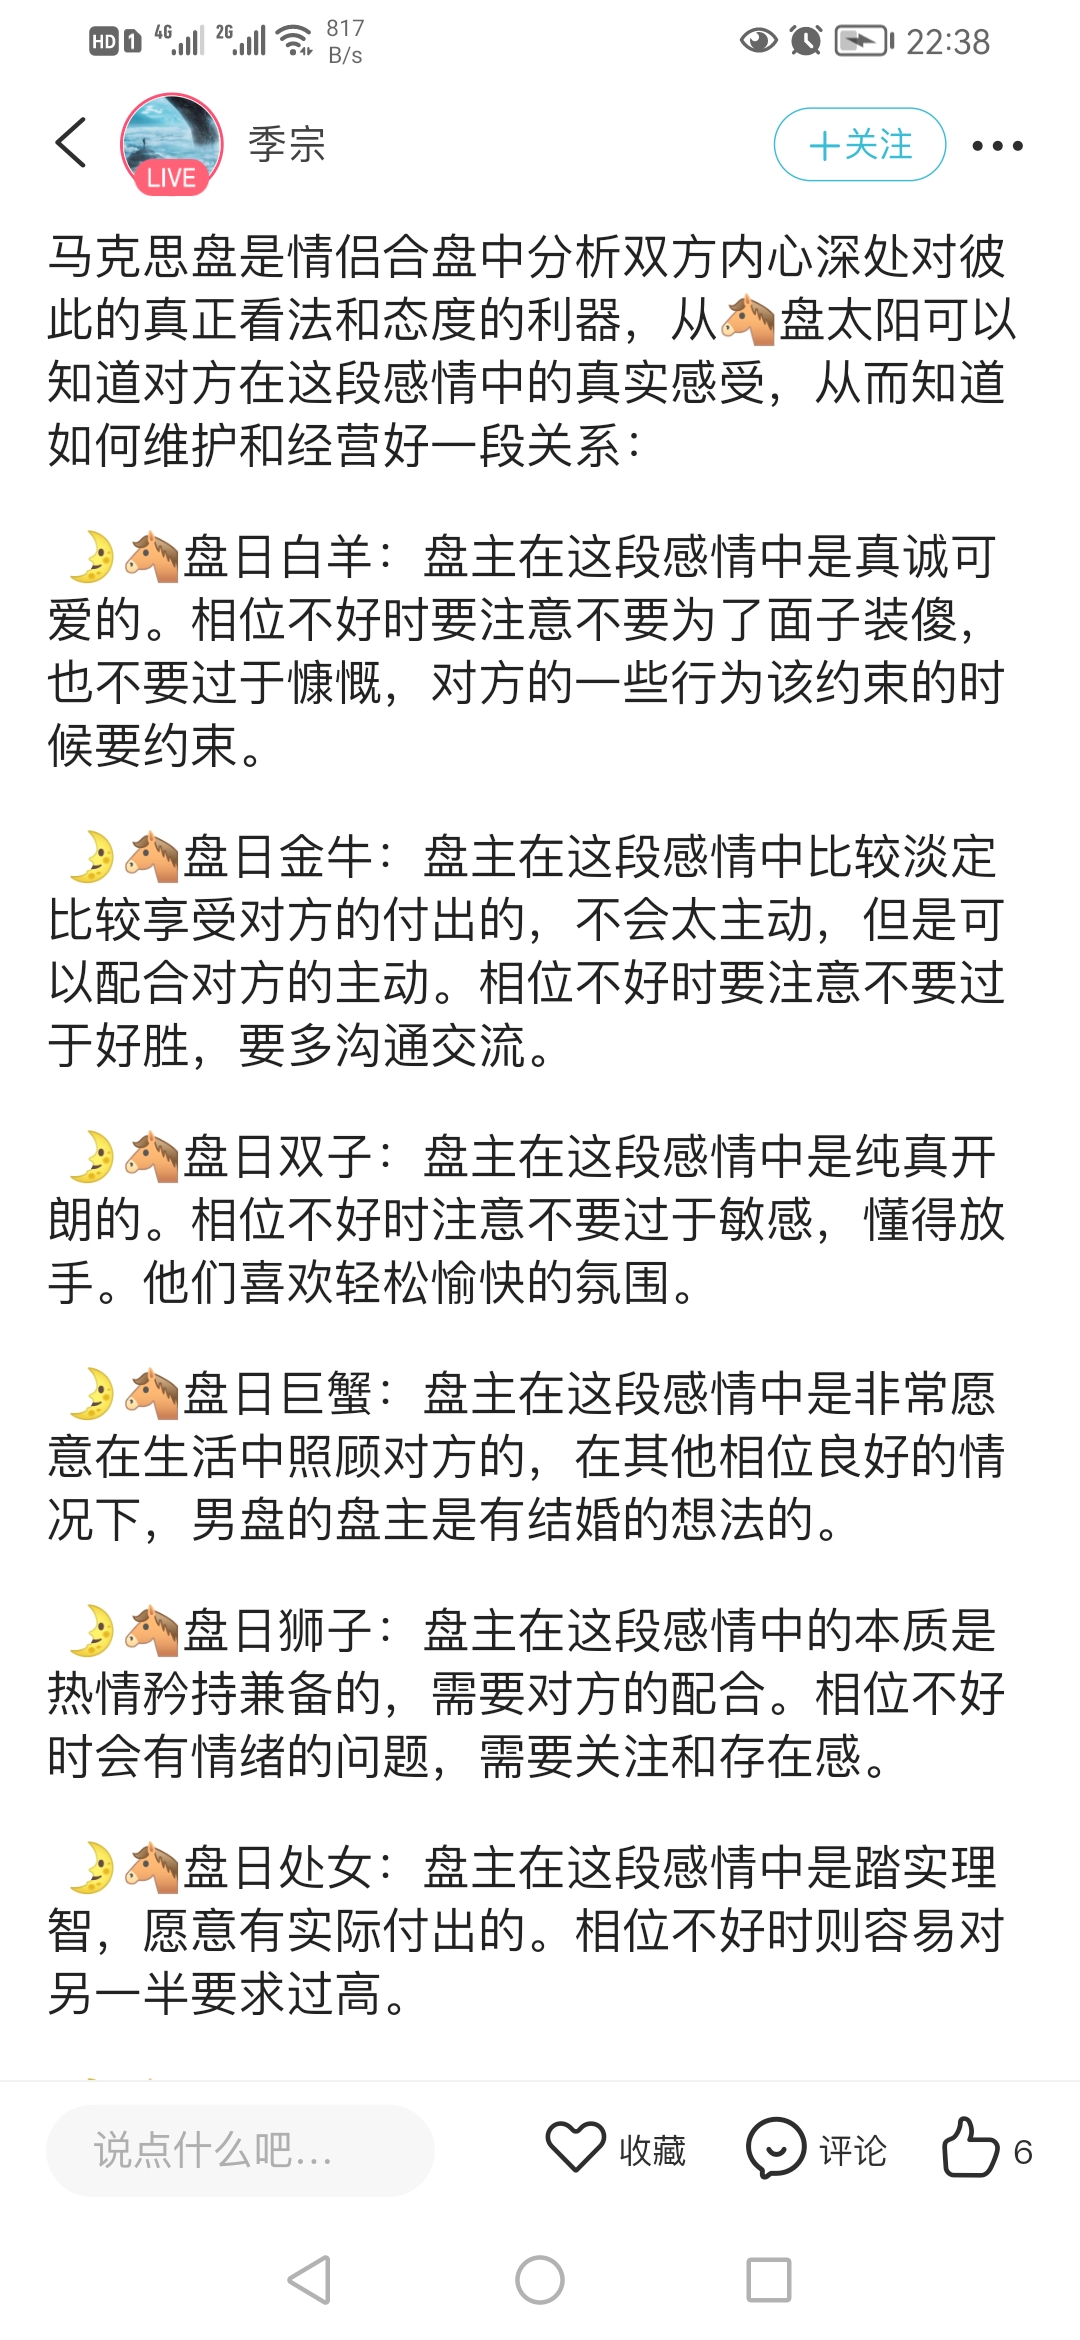 HD 1 4G 2G 817 B/s 22:38
季宗
LIVE
+关注
马克思盘是情侣合盘中分析双方内心深处对彼
此的真正看法和态度的利器，从🐴盘太阳可以
知道对方在这段感情中的真实感受，从而知道
如何维护和经营好一段关系：
🌛🐴盘日白羊：盘主在这段感情中是真诚可
爱的。相位不好时要注意不要为了面子装傻，
也不要过于慷慨，对方的一些行为该约束的时
候要约束。
🌛🐴盘日金牛：盘主在这段感情中比较淡定
比较享受对方的付出的，不会太主动，但是可
以配合对方的主动。相位不好时要注意不要过
于好胜，要多沟通交流。
🌛🐴盘日双子：盘主在这段感情中是纯真开
朗的。相位不好时注意不要过于敏感，懂得放
手。他们喜欢轻松愉快的氛围。
🌛🐴盘日巨蟹：盘主在这段感情中是非常愿
意在生活中照顾对方的，在其他相位良好的情
况下，男盘的盘主是有结婚的想法的。
🌛🐴盘日狮子：盘主在这段感情中的本质是
热情矜持兼备的，需要对方的配合。相位不好
时会有情绪的问题，需要关注和存在感。
🌛🐴盘日处女：盘主在这段感情中是踏实理
智，愿意有实际付出的。相位不好时则容易对
另一半要求过高。
说点什么吧... 收藏 评论 6